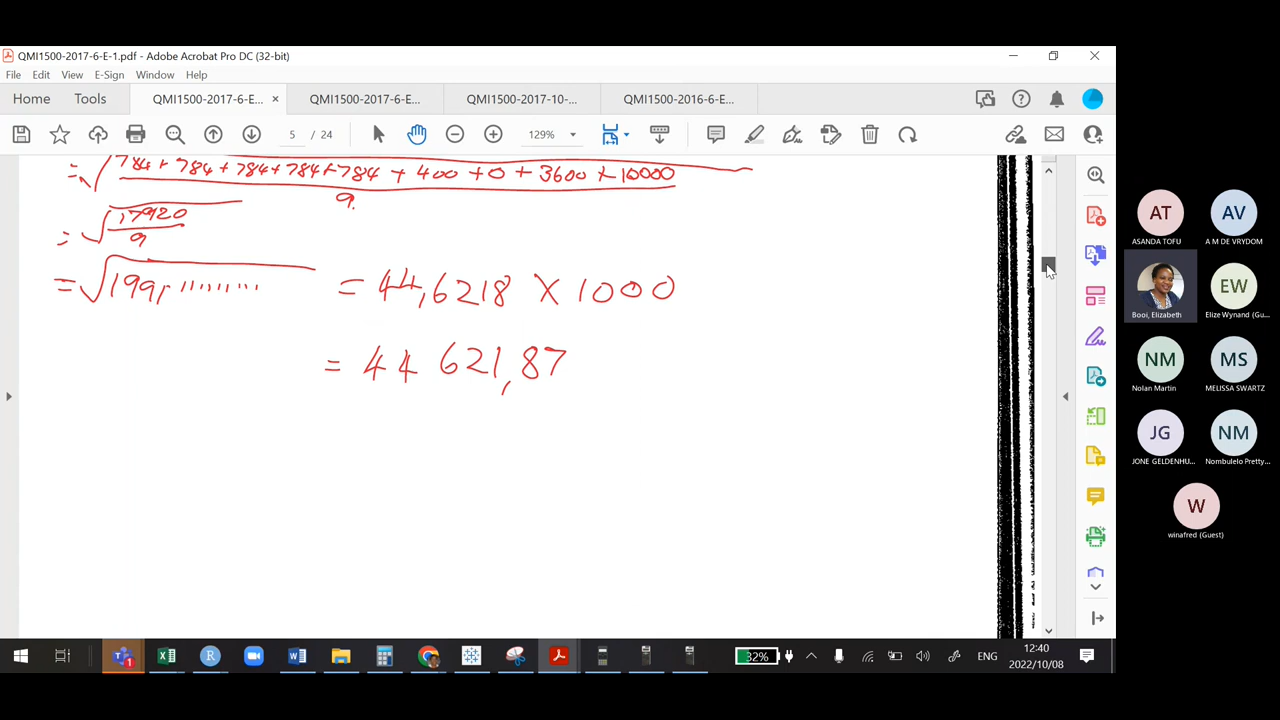 QMI1500-2017-6-E-1.pdf - Adobe Acrobat Pro DC (32-bit)
File Edit View E-Sign Window Help
Home Tools QMI1500-2017-6-E... × QMI1500-2017-6-E... QMI1500-2017-10-... QMI1500-2016-6-E...
5 / 24 129%
= √ 784 + 784 + 784 + 784 + 784 + 400 + 0 + 3600 + 10000
9
= √ 17920
9
= √ 1991,......... = 44,6218 × 1000
= 44 621,87
AT AV
ASANDA TOFU A M DE VRYDOM
EW
Booi, Elizabeth Elize Wynand (Gu...
NM MS
Nolan Martin MELISSA SWARTZ
JG NM
JONE GELDENHU... Nombulelo Pretty...
W
winafred (Guest)
1 32% ENG 12:40
2022/10/08